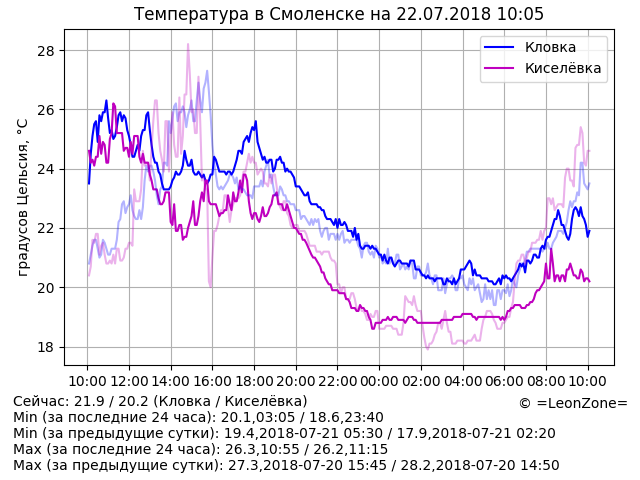 Температура в Смоленске на 22.07.2018 10:05
Кловка
Киселёвка
градусов Цельсия, °C
28
26
24
22
20
18
10:00 12:00 14:00 16:00 18:00 20:00 22:00 00:00 02:00 04:00 06:00 08:00 10:00
Сейчас: 21.9 / 20.2 (Кловка / Киселёвка)
© =LeonZone=
Min (за последние 24 часа): 20.1,03:05 / 18.6,23:40
Min (за предыдущие сутки): 19.4,2018-07-21 05:30 / 17.9,2018-07-21 02:20
Max (за последние 24 часа): 26.3,10:55 / 26.2,11:15
Max (за предыдущие сутки): 27.3,2018-07-20 15:45 / 28.2,2018-07-20 14:50